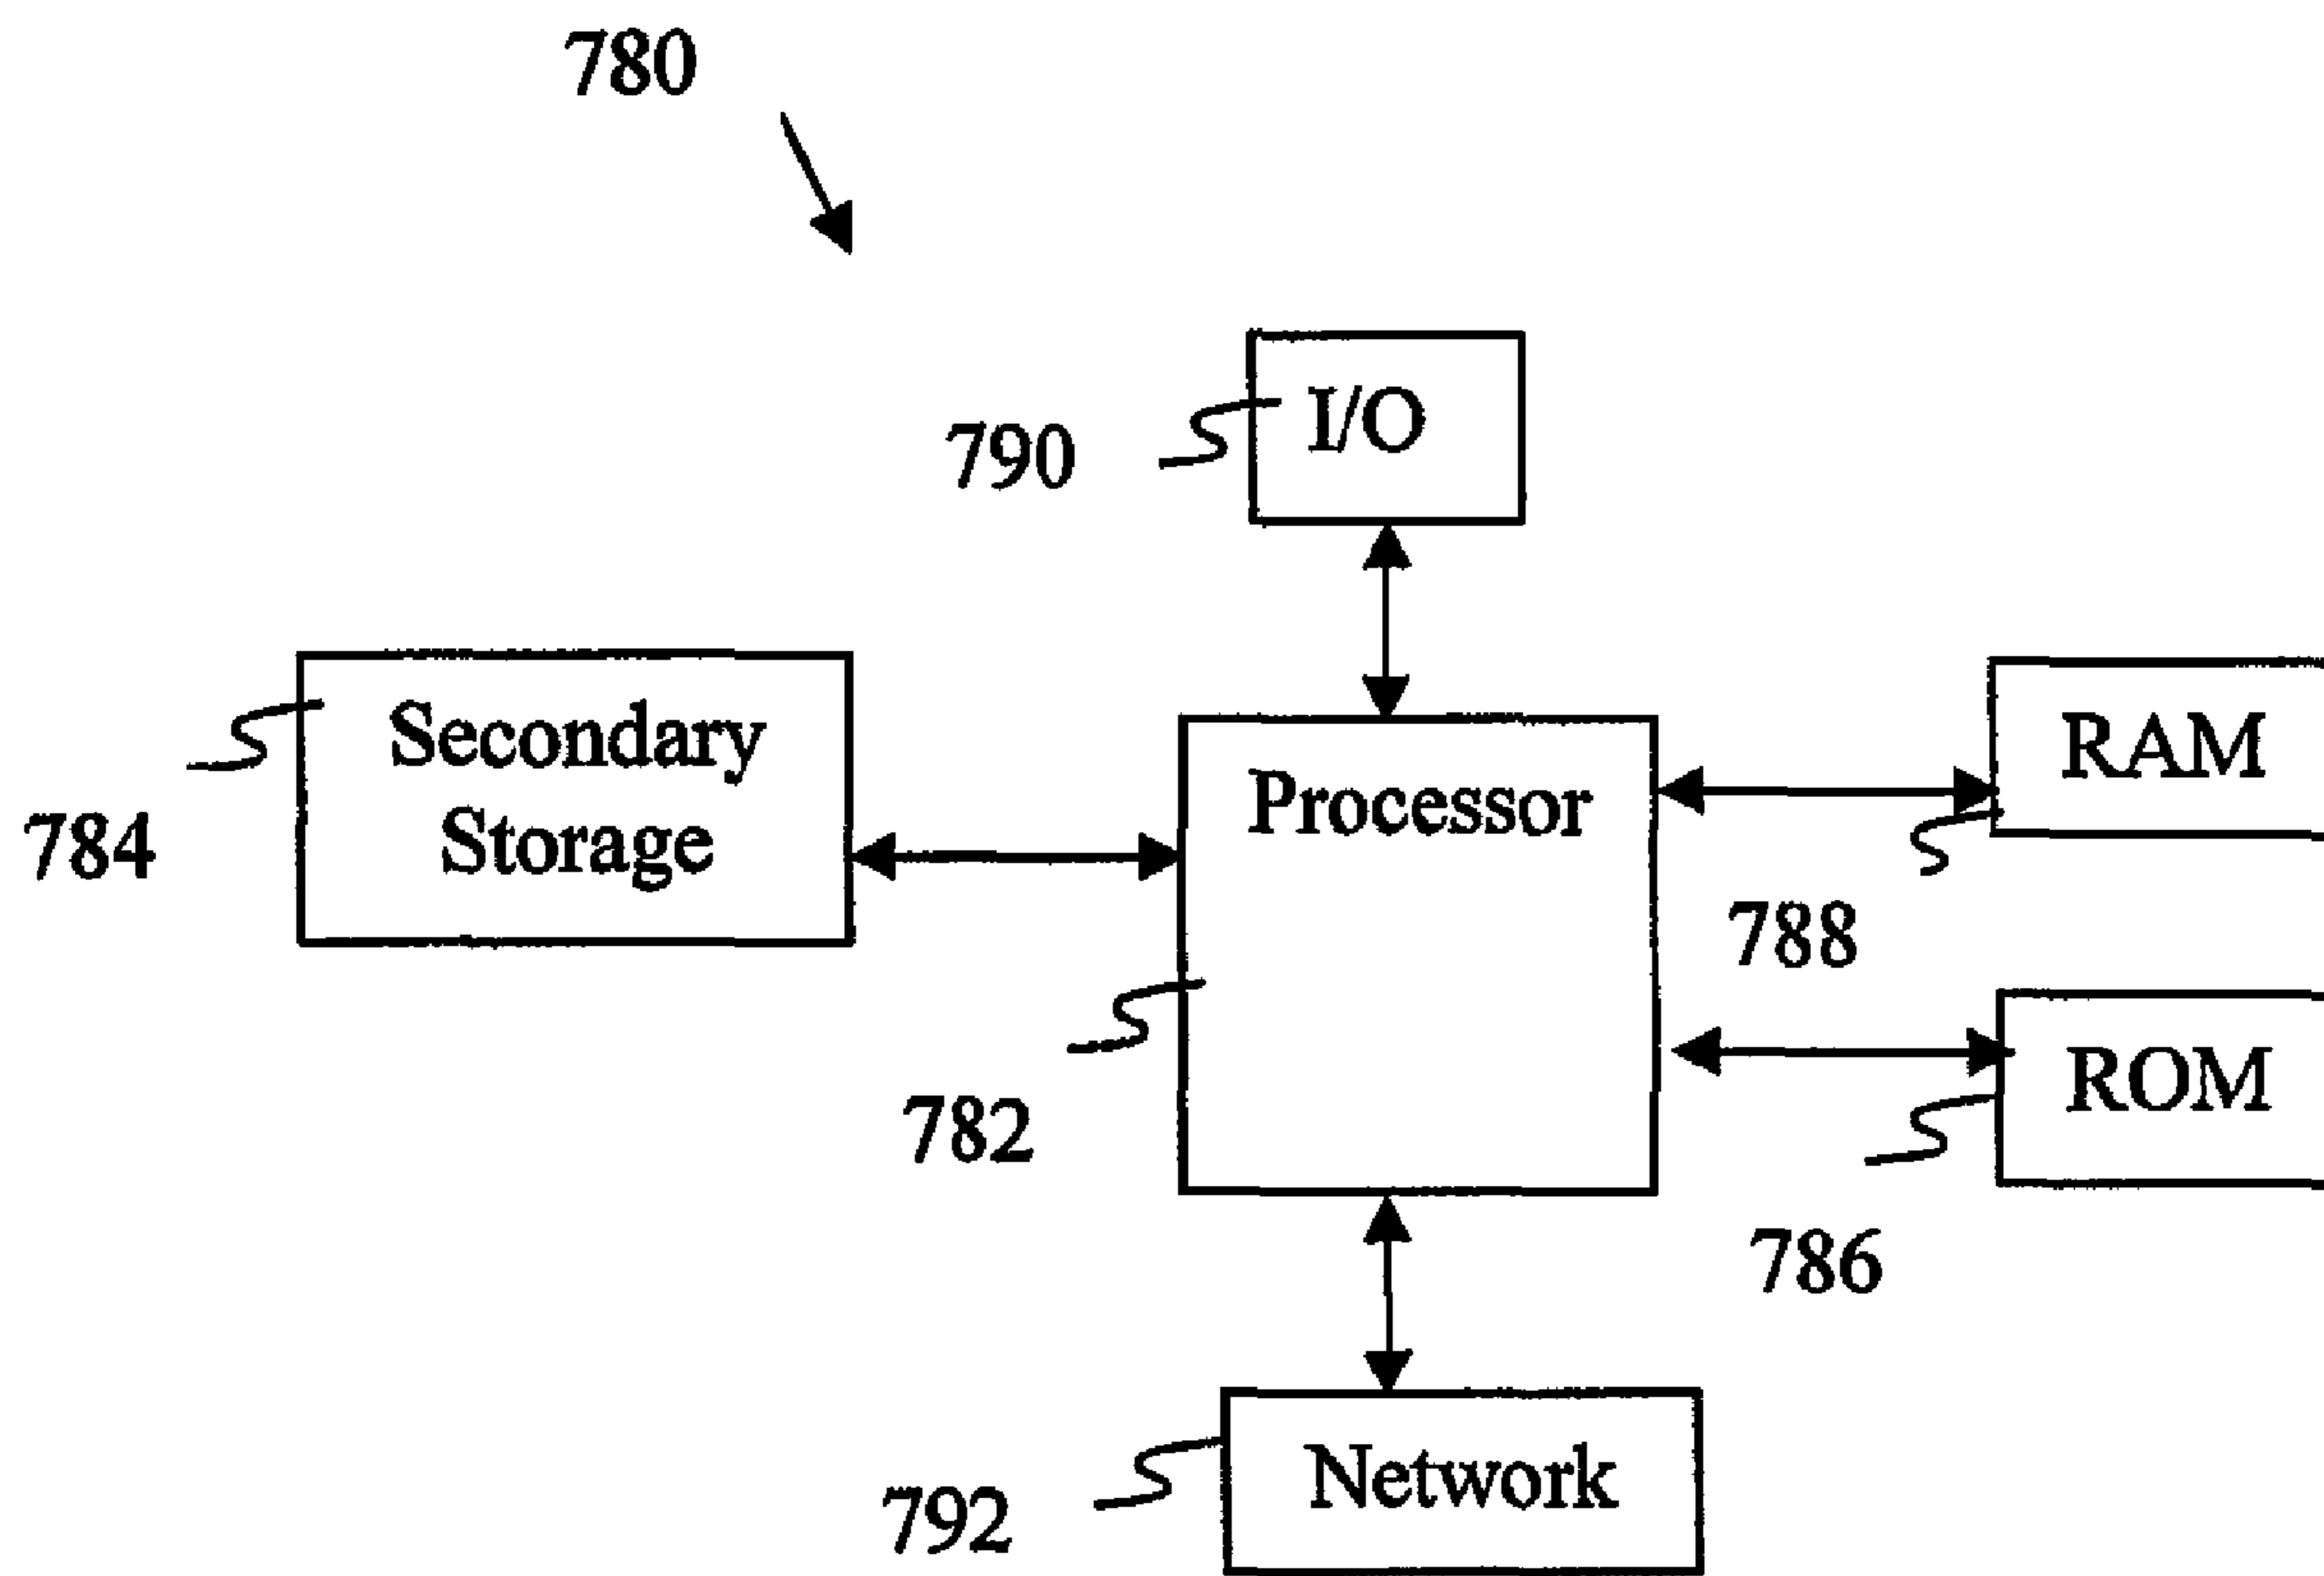 780
790
I/O
Secondary
Storage
784
Processor
782
RAM
788
ROM
786
Network
792